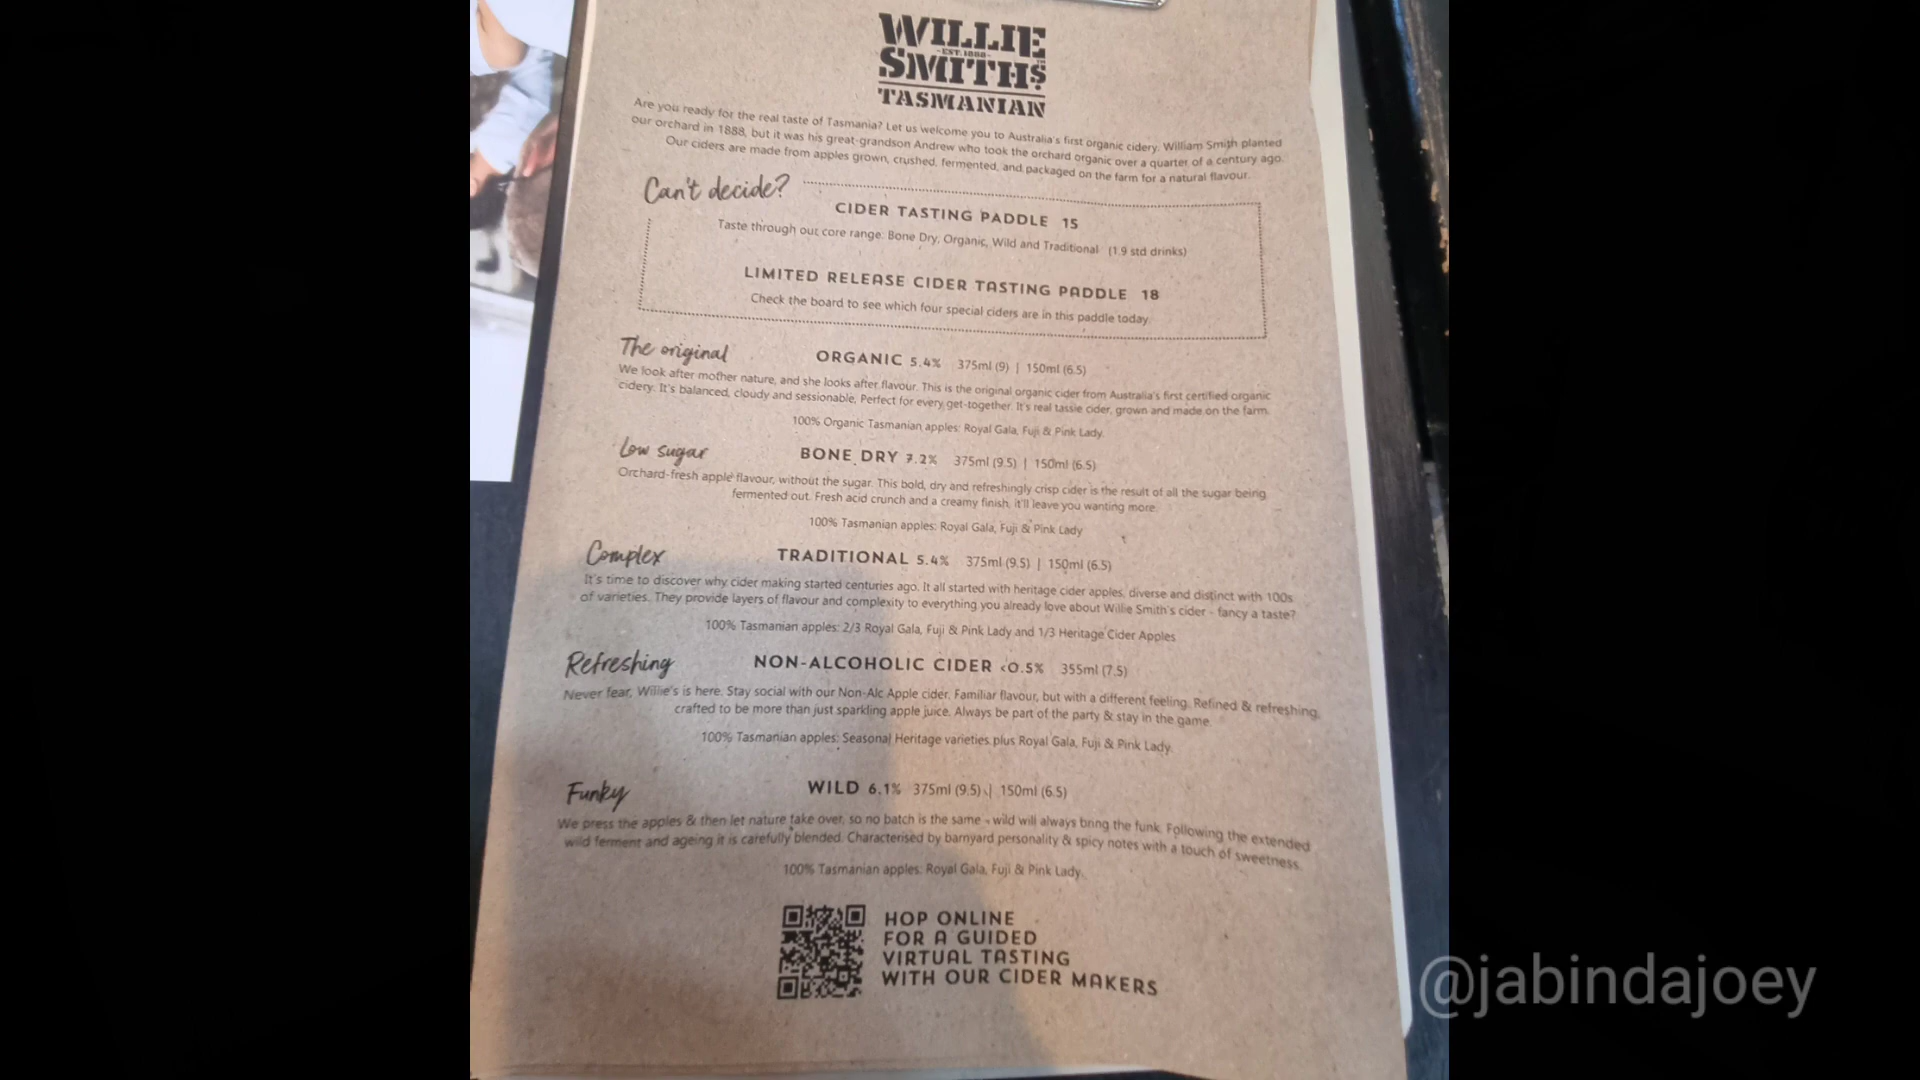 WILLIE
-EST. 1888-
SMITHS
TASMANIAN
Are you ready for the real taste of Tasmania? Let us welcome you to Australia's first organic cidery. William Smith planted
our orchard in 1888, but it was his great-grandson Andrew who took the orchard organic over a quarter of a century ago.
Our ciders are made from apples grown, crushed, fermented, and packaged on the farm for a natural flavour.
Can't decide?
CIDER TASTING PADDLE 15
Taste through our core range: Bone Dry, Organic, Wild and Traditional (1.9 std drinks)
LIMITED RELEASE CIDER TASTING PADDLE 18
Check the board to see which four special ciders are in this paddle today.
The original
ORGANIC 5.4% 375ml (9) | 150ml (6.5)
We look after mother nature, and she looks after flavour. This is the original organic cider from Australia's first certified organic
cidery. It's balanced, cloudy and sessionable, Perfect for every get-together. It's real tassie cider, grown and made on the farm.
100% Organic Tasmanian apples: Royal Gala, Fuji & Pink Lady.
Low sugar
BONE DRY 7.2% 375ml (9.5) | 150ml (6.5)
Orchard-fresh apple flavour, without the sugar. This bold, dry and refreshingly crisp cider is the result of all the sugar being
fermented out. Fresh acid crunch and a creamy finish, it'll leave you wanting more.
100% Tasmanian apples: Royal Gala, Fuji & Pink Lady
Complex
TRADITIONAL 5.4% 375ml (9.5) | 150ml (6.5)
It's time to discover why cider making started centuries ago. It all started with heritage cider apples, diverse and distinct with 100s
of varieties. They provide layers of flavour and complexity to everything you already love about Willie Smith's cider - fancy a taste?
100% Tasmanian apples: 2/3 Royal Gala, Fuji & Pink Lady and 1/3 Heritage Cider Apples
Refreshing
NON-ALCOHOLIC CIDER <0.5% 355ml (7.5)
Never fear, Willie's is here. Stay social with our Non-Alc Apple cider. Familiar flavour, but with a different feeling. Refined & refreshing,
crafted to be more than just sparkling apple juice. Always be part of the party & stay in the game.
100% Tasmanian apples: Seasonal Heritage varieties plus Royal Gala, Fuji & Pink Lady.
Funky
WILD 6.1% 375ml (9.5) | 150ml (6.5)
We press the apples & then let nature take over, so no batch is the same - wild will always bring the funk. Following the extended
wild ferment and ageing it is carefully blended. Characterised by barnyard personality & spicy notes with a touch of sweetness.
100% Tasmanian apples: Royal Gala, Fuji & Pink Lady.
HOP ONLINE
FOR A GUIDED
VIRTUAL TASTING
WITH OUR CIDER MAKERS
@jabindajoey